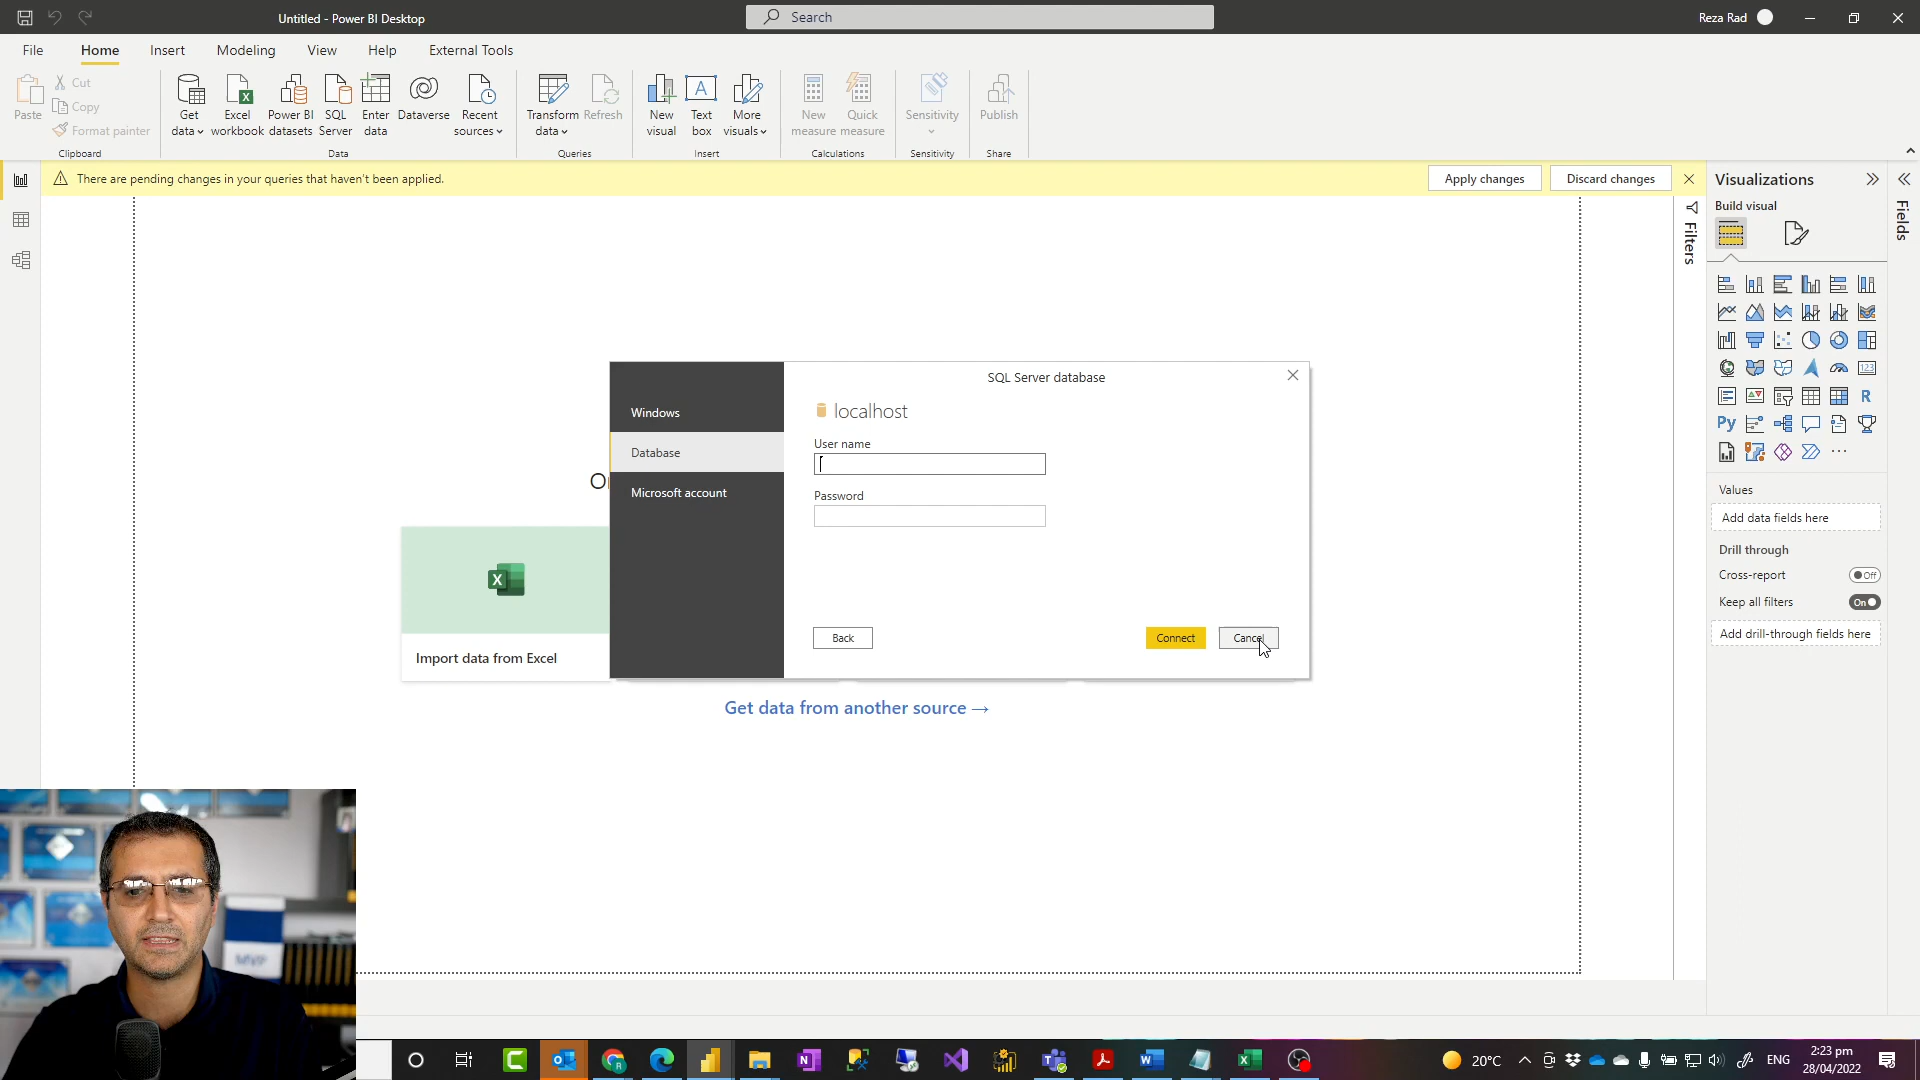 Untitled - Power BI Desktop
Search
Reza Rad
File
Home
Insert
Modeling
View
Help
External Tools
Paste
Cut
Copy
Format painter
Clipboard
Get data
Excel workbook
Power BI datasets
SQL Server
Enter data
Dataverse
Recent sources
Data
Transform data
Refresh
Queries
New visual
Text box
More visuals
Insert
New measure
Quick measure
Calculations
Sensitivity
Sensitivity
Publish
Share
There are pending changes in your queries that haven't been applied.
Apply changes
Discard changes
Visualizations
Build visual
Filters
Fields
SQL Server database
Windows
Database
Microsoft account
localhost
User name
Password
Back
Connect
Cancel
Import data from Excel
Get data from another source →
123
R
Py
Values
Add data fields here
Drill through
Cross-report
Off
Keep all filters
On
Add drill-through fields here
MVP
20°C
ENG
2:23 pm
28/04/2022